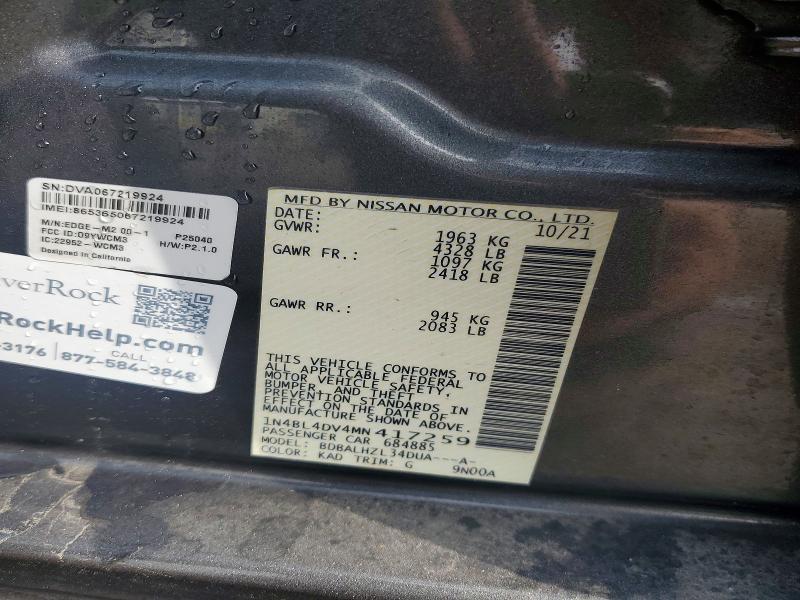 SN:DVA067219924
IMEI:865365067219924
M/N:EDGE-M2 00-1 P25040
FCC ID:O9YWCM3 H/W:P2.1.0
IC:22952-WCM3
Designed in California
verRock
RockHelp.com
CALL
-3176 | 877-584-3848
MFD BY NISSAN MOTOR CO., LTD.
DATE: 10/21
GVWR: 1963 KG
4328 LB
GAWR FR.: 1097 KG
2418 LB
GAWR RR.: 945 KG
2083 LB
THIS VEHICLE CONFORMS TO
ALL APPLICABLE FEDERAL
MOTOR VEHICLE SAFETY,
BUMPER, AND THEFT
PREVENTION STANDARDS IN
EFFECT ON THE DATE OF
MANUFACTURE SHOWN ABOVE.
1N4BL4DV4MN417259
PASSENGER CAR 684885
MODEL: BDBALHZL34DUA---A-
COLOR: KAD TRIM: G 9N00A